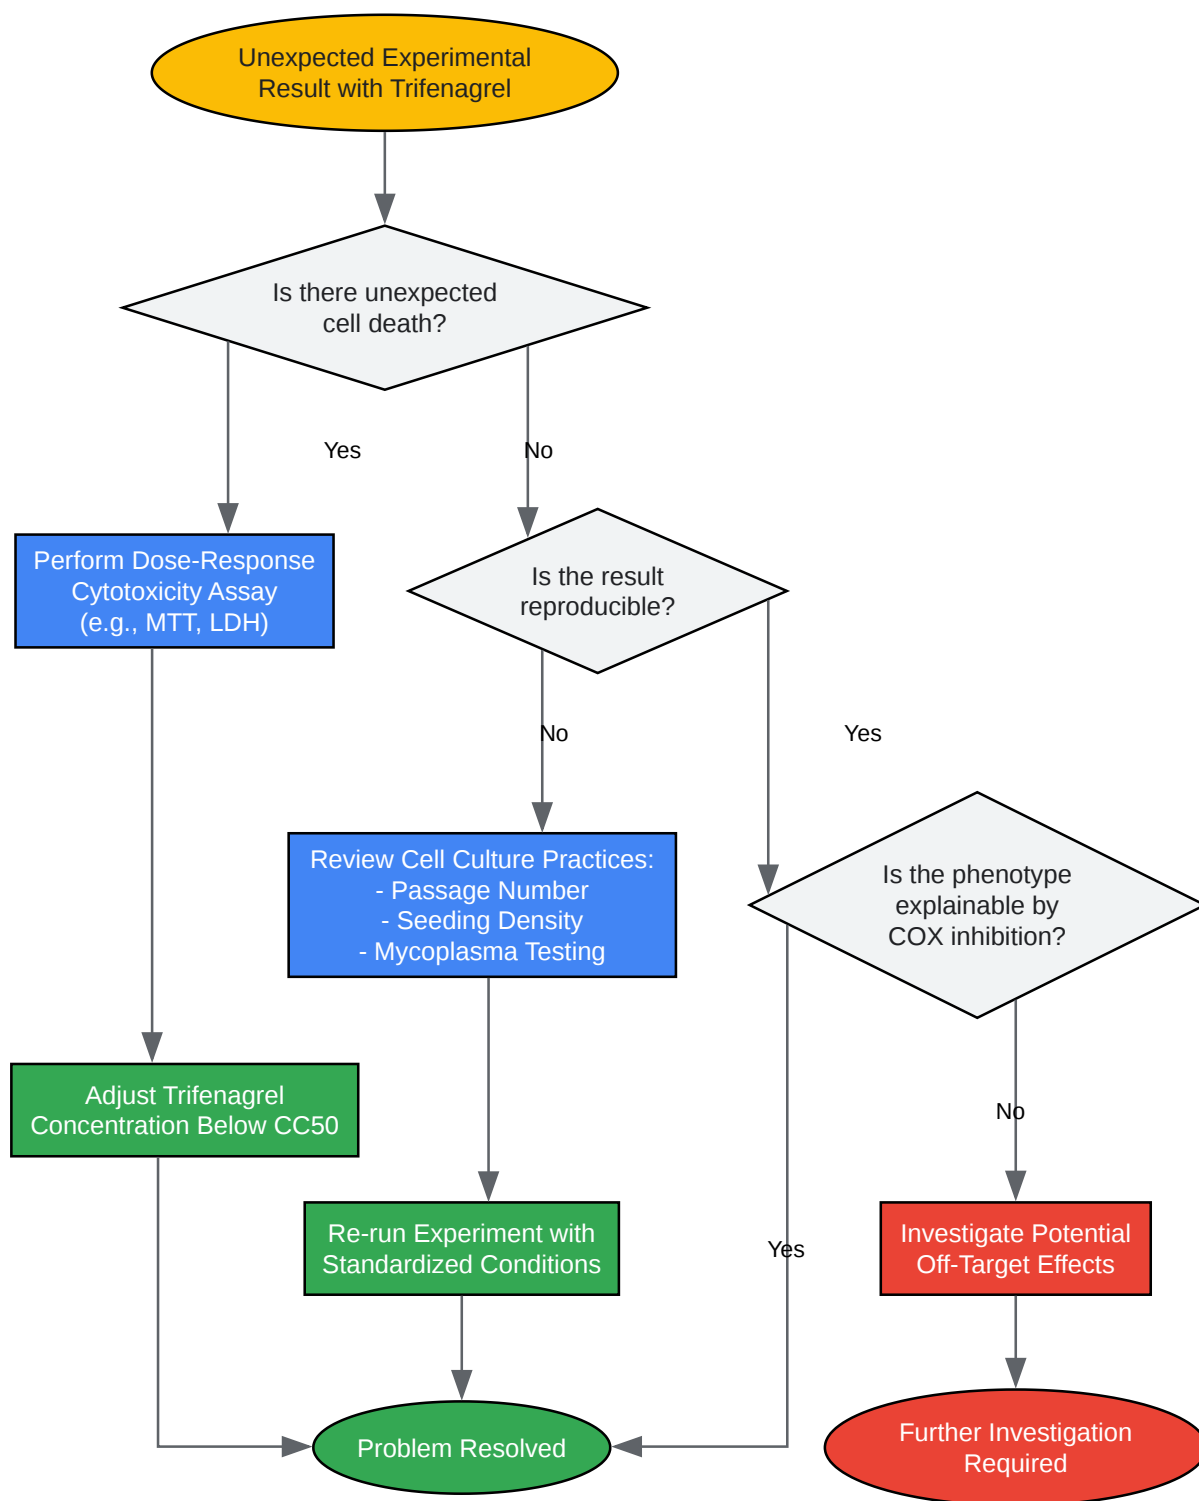 Unexpected Experimental
Result with Trifenagrel
Is there unexpected
cell death?
Yes
No
Perform Dose-Response
Cytotoxicity Assay
(e.g., MTT, LDH)
Is the result
reproducible?
No
Yes
Review Cell Culture Practices:
- Passage Number
- Seeding Density
- Mycoplasma Testing
Is the phenotype
explainable by
COX inhibition?
Adjust Trifenagrel
Concentration Below CC50
No
Re-run Experiment with
Standardized Conditions
Yes
Investigate Potential
Off-Target Effects
Problem Resolved
Further Investigation
Required